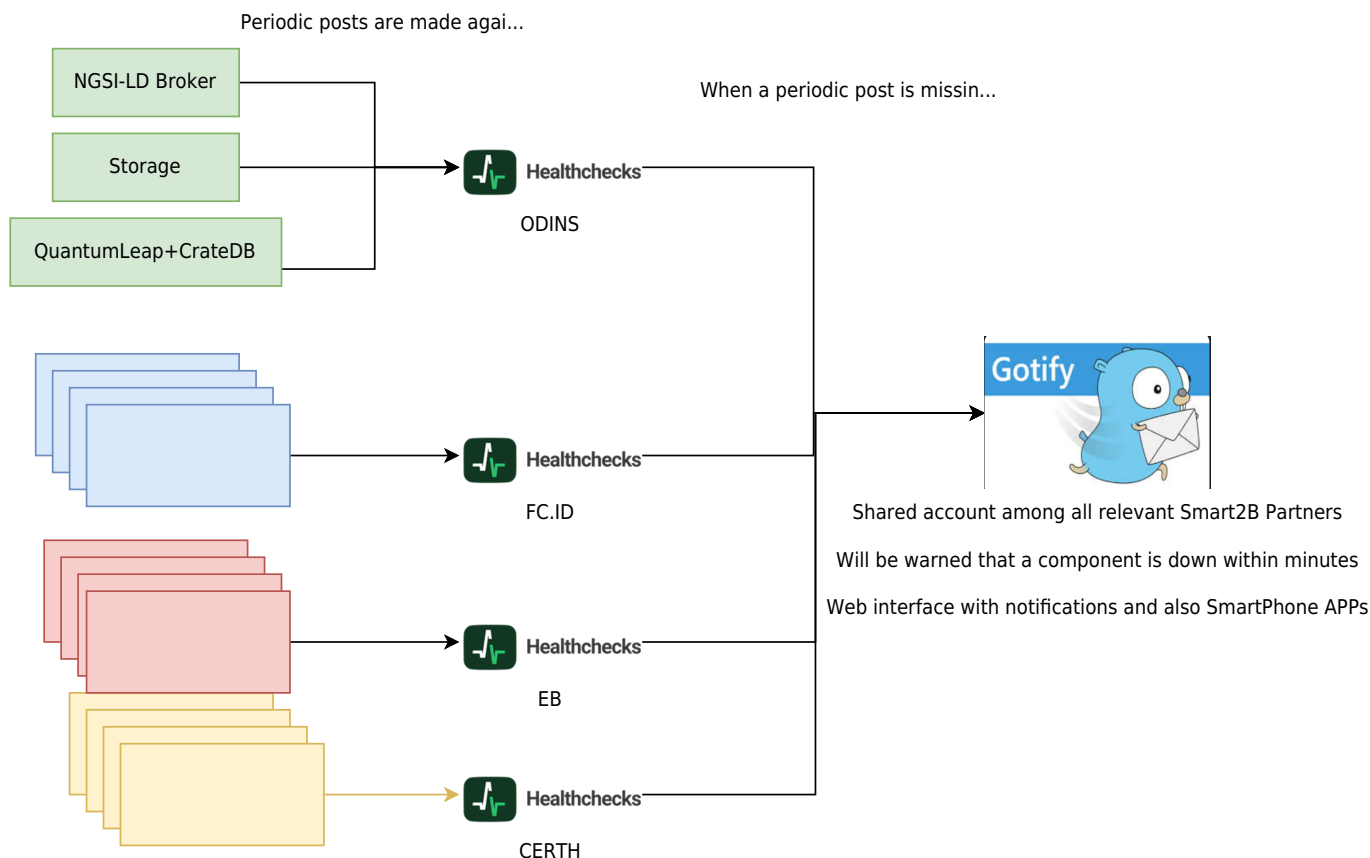 Periodic posts are made agai...
NGSI-LD Broker
When a periodic post is missin...
Storage
Healthchecks
ODINS
QuantumLeap+CrateDB
Gotify
Healthchecks
FC.ID
Shared account among all relevant Smart2B Partners
Will be warned that a component is down within minutes
Web interface with notifications and also SmartPhone APPs
Healthchecks
EB
Healthchecks
CERTH